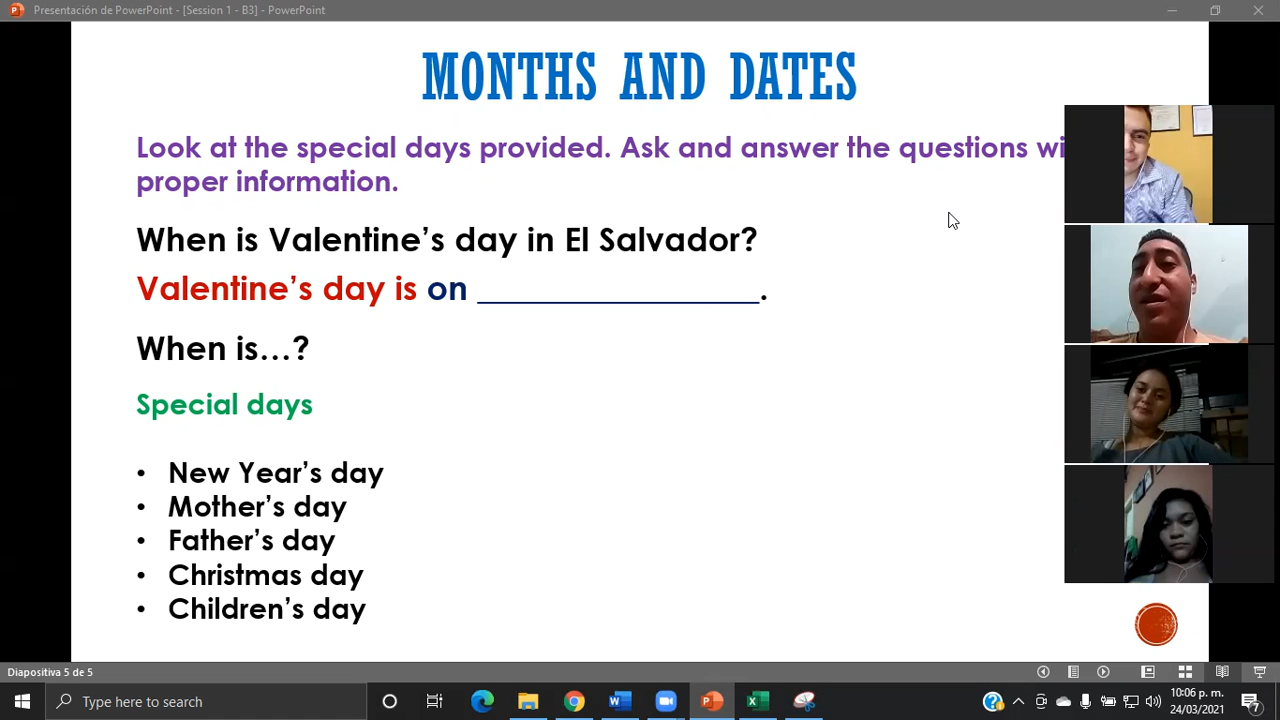 Presentación de PowerPoint - [Session 1 - B3] - PowerPoint
MONTHS AND DATES
Look at the special days provided. Ask and answer the questions wi
proper information.
When is Valentine's day in El Salvador?
Valentine's day is on ________________.
When is...?
Special days
• New Year's day
• Mother's day
• Father's day
• Christmas day
• Children's day
Diapositiva 5 de 5
Type here to search
10:06 p. m.
24/03/2021
7